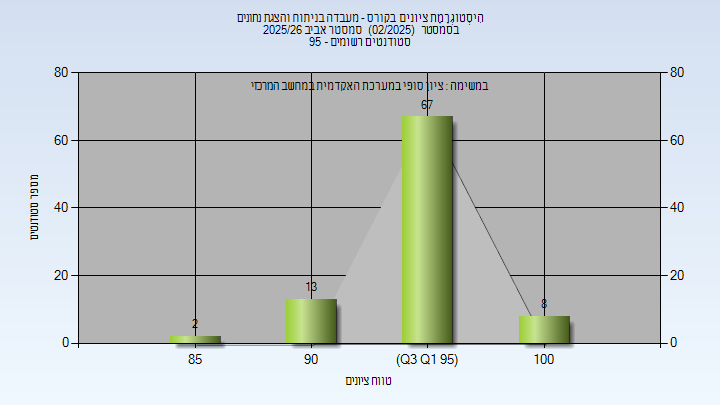 היסטוגרמת ציונים בקורס - מעבדה בניתוח והצגת נתונים
בסמסטר (02/2025) סמסטר אביב 2025/26
סטודנטים רשומים - 95
במשימה : ציון סופי במערכת האקדמית במחשב המרכזי
80 80
67
60 60
40 40
20 20
13
8
2
0 0
85 90 (Q3 Q1 95) 100
מספר סטודנטים
טווח ציונים